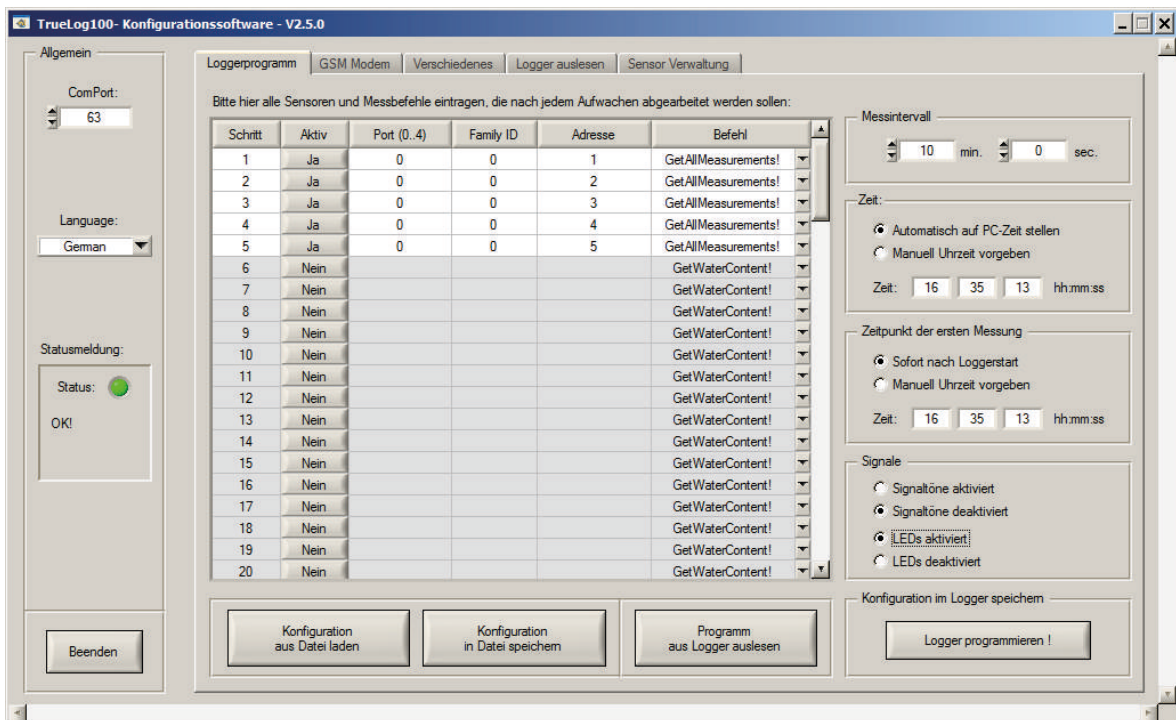 TrueLog100- Konfigurationssoftware - V2.5.0
Allgemein
ComPort:
63
Language:
German
Statusmeldung:
Status:
OK!
Beenden
Loggerprogramm GSM Modem Verschiedenes Logger auslesen Sensor Verwaltung
Bitte hier alle Sensoren und Messbefehle eintragen, die nach jedem Aufwachen abgearbeitet werden sollen:
Schritt Aktiv Port (0..4) Family ID Adresse Befehl
1 Ja 0 0 1 GetAllMeasurements!
2 Ja 0 0 2 GetAllMeasurements!
3 Ja 0 0 3 GetAllMeasurements!
4 Ja 0 0 4 GetAllMeasurements!
5 Ja 0 0 5 GetAllMeasurements!
6 Nein GetWaterContent!
7 Nein GetWaterContent!
8 Nein GetWaterContent!
9 Nein GetWaterContent!
10 Nein GetWaterContent!
11 Nein GetWaterContent!
12 Nein GetWaterContent!
13 Nein GetWaterContent!
14 Nein GetWaterContent!
15 Nein GetWaterContent!
16 Nein GetWaterContent!
17 Nein GetWaterContent!
18 Nein GetWaterContent!
19 Nein GetWaterContent!
20 Nein GetWaterContent!
Konfiguration
aus Datei laden
Konfiguration
in Datei speichern
Programm
aus Logger auslesen
Messintervall
10 min. 0 sec.
Zeit:
Automatisch auf PC-Zeit stellen
Manuell Uhrzeit vorgeben
Zeit: 16 35 13 hh:mm:ss
Zeitpunkt der ersten Messung
Sofort nach Loggerstart
Manuell Uhrzeit vorgeben
Zeit: 16 35 13 hh:mm:ss
Signale
Signaltöne aktiviert
Signaltöne deaktiviert
LEDs aktiviert
LEDs deaktiviert
Konfiguration im Logger speichern
Logger programmieren !